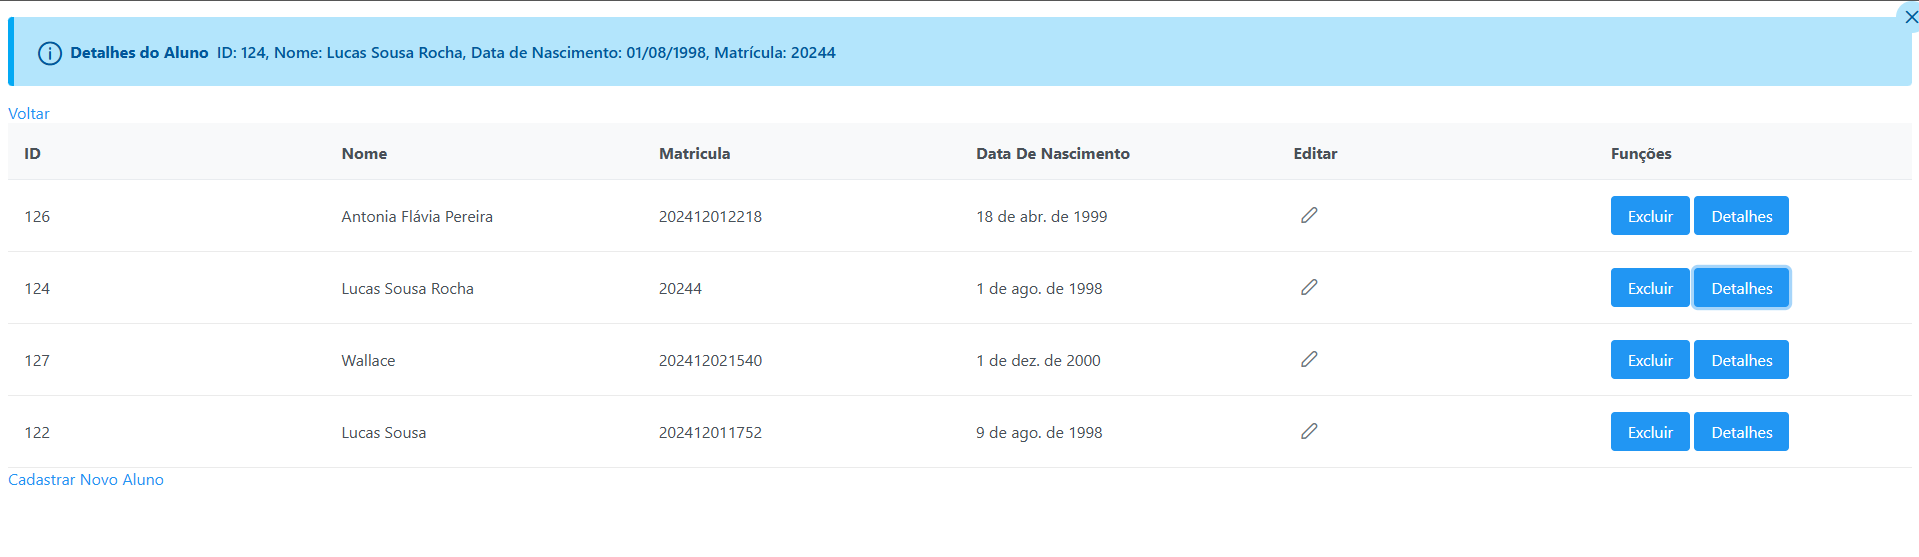 Detalhes do Aluno ID: 124, Nome: Lucas Sousa Rocha, Data de Nascimento: 01/08/1998, Matrícula: 20244
Voltar
ID Nome Matricula Data De Nascimento Editar Funções
126 Antonia Flávia Pereira 202412012218 18 de abr. de 1999 Excluir Detalhes
124 Lucas Sousa Rocha 20244 1 de ago. de 1998 Excluir Detalhes
127 Wallace 202412021540 1 de dez. de 2000 Excluir Detalhes
122 Lucas Sousa 202412011752 9 de ago. de 1998 Excluir Detalhes
Cadastrar Novo Aluno